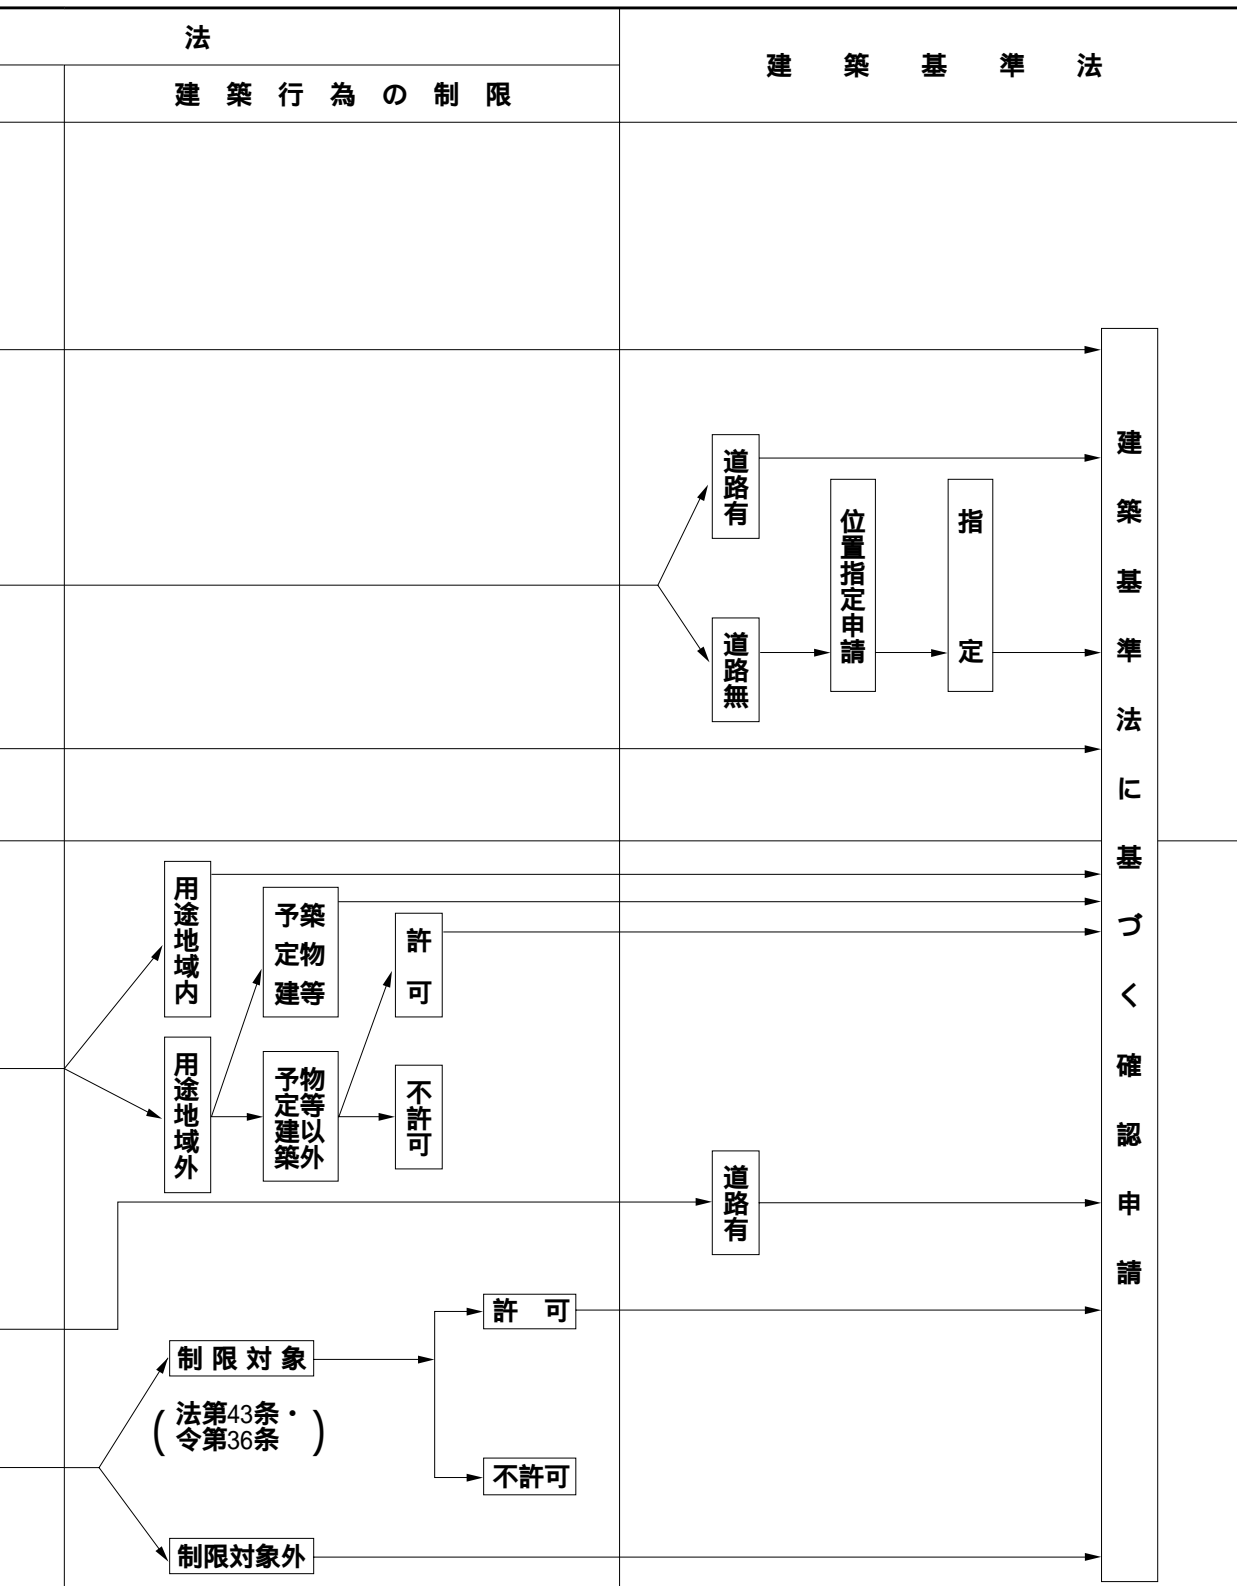 法
建築行為の制限
建築基準法
道路有
道路無
位置指定申請
指定
建築基準法に基づく確認申請
用途地域内
用途地域外
予築
定物
建等
予物
定等
建以
築外
許可
不許可
道路有
許可
制限対象
(法第43条・
令第36条)
不許可
制限対象外